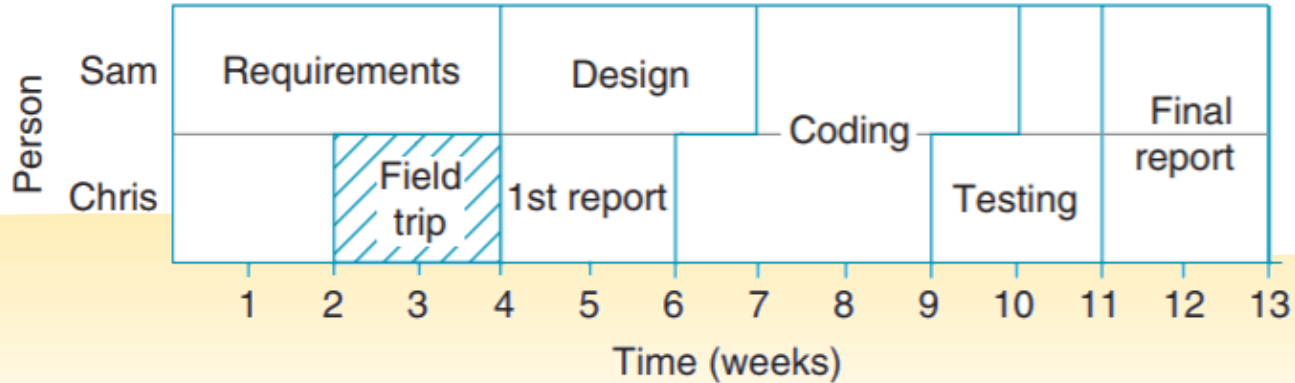 Person
Sam
Requirements
Design
Coding
Final
report
Chris
Field
trip
1st report
Testing
1 2 3 4 5 6 7 8 9 10 11 12 13
Time (weeks)